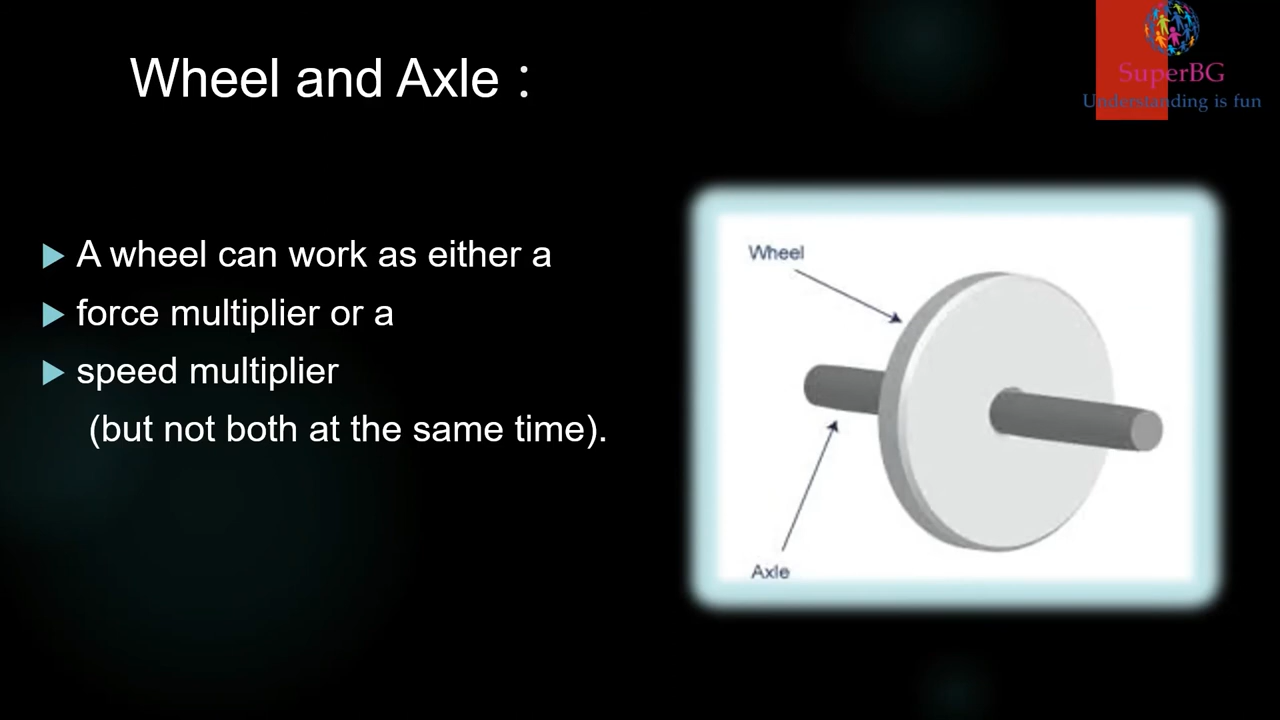 Wheel and Axle :
SuperBG
Understanding is fun
A wheel can work as either a
force multiplier or a
speed multiplier
(but not both at the same time).
Wheel
Axle